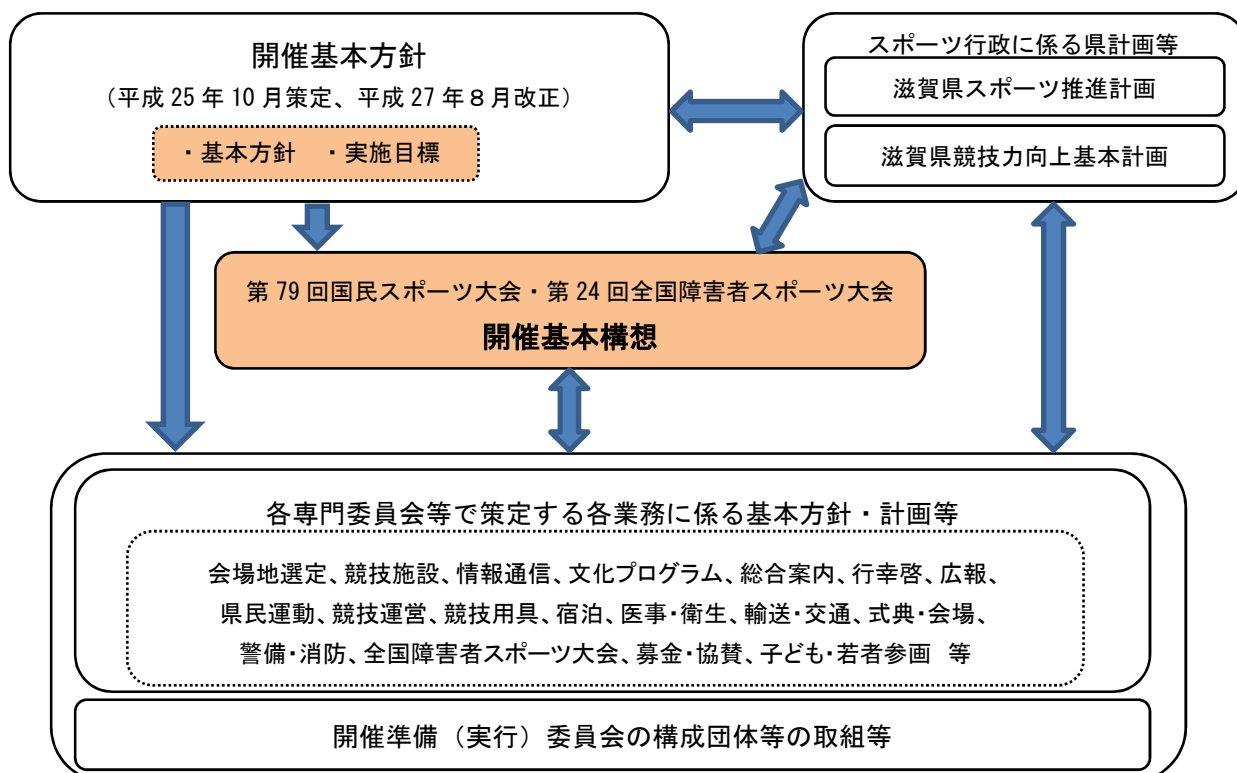 開催基本方針
(平成 25 年 10 月策定、平成 27 年８月改正)
・基本方針　・実施目標
スポーツ行政に係る県計画等
滋賀県スポーツ推進計画
滋賀県競技力向上基本計画
第 79 回国民スポーツ大会・第 24 回全国障害者スポーツ大会
開催基本構想
各専門委員会等で策定する各業務に係る基本方針・計画等
会場地選定、競技施設、情報通信、文化プログラム、総合案内、行幸啓、広報、
県民運動、競技運営、競技用具、宿泊、医事・衛生、輸送・交通、式典・会場、
警備・消防、全国障害者スポーツ大会、募金・協賛、子ども・若者参画　等
開催準備（実行）委員会の構成団体等の取組等